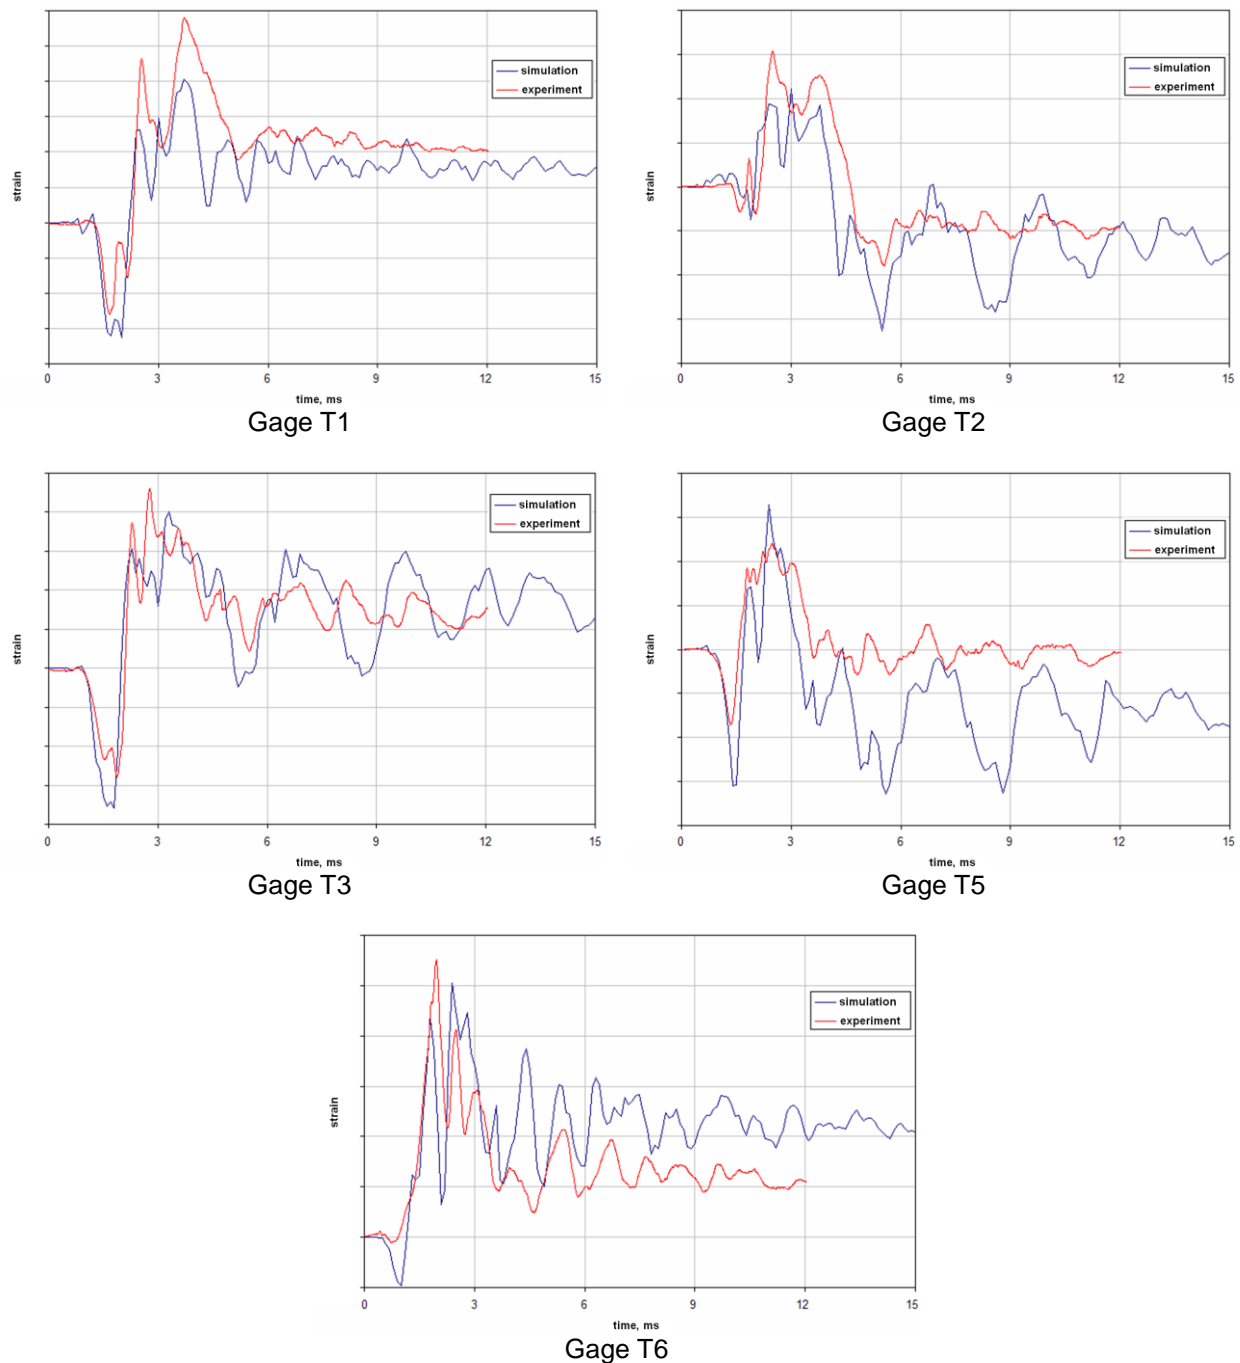 simulation
experiment
strain
0 3 6 9 12 15
time, ms
Gage T1
simulation
experiment
strain
0 3 6 9 12 15
time, ms
Gage T2
simulation
experiment
strain
0 3 6 9 12 15
time, ms
Gage T3
simulation
experiment
strain
0 3 6 9 12 15
time, ms
Gage T5
simulation
experiment
strain
0 3 6 9 12 15
time, ms
Gage T6